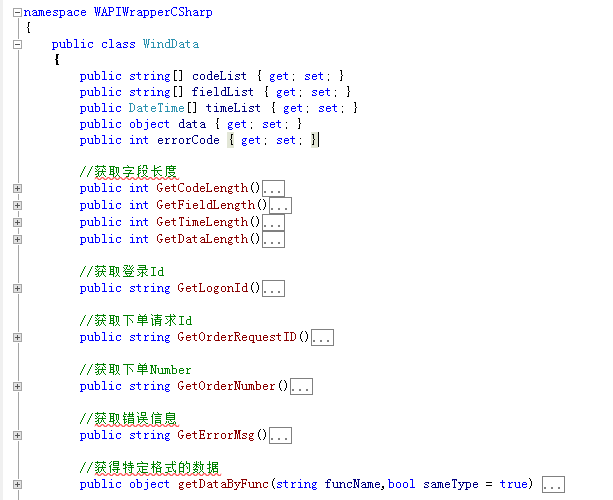 namespace WAPIWrapperCSharp
{
public class WindData
{
public string[] codeList { get; set; }
public string[] fieldList { get; set; }
public DateTime[] timeList { get; set; }
public object data { get; set; }
public int errorCode { get; set; }
//获取字段长度
public int GetCodeLength()...
public int GetFieldLength()...
public int GetTimeLength()...
public int GetDataLength()...
//获取登录Id
public string GetLogonId()...
//获取下单请求Id
public string GetOrderRequestID()...
//获取下单Number
public string GetOrderNumber()...
//获取错误信息
public string GetErrorMsg()...
//获得特定格式的数据
public object getDataByFunc(string funcName,bool sameType = true) ...